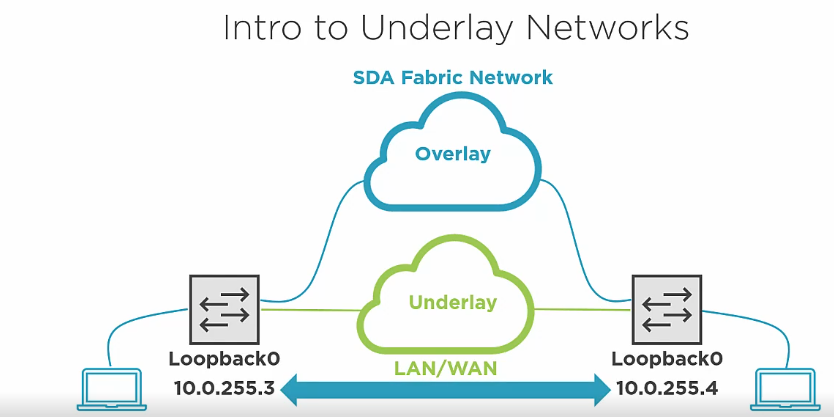 Intro to Underlay Networks
SDA Fabric Network
Overlay
Underlay
LAN/WAN
Loopback0
10.0.255.3
Loopback0
10.0.255.4